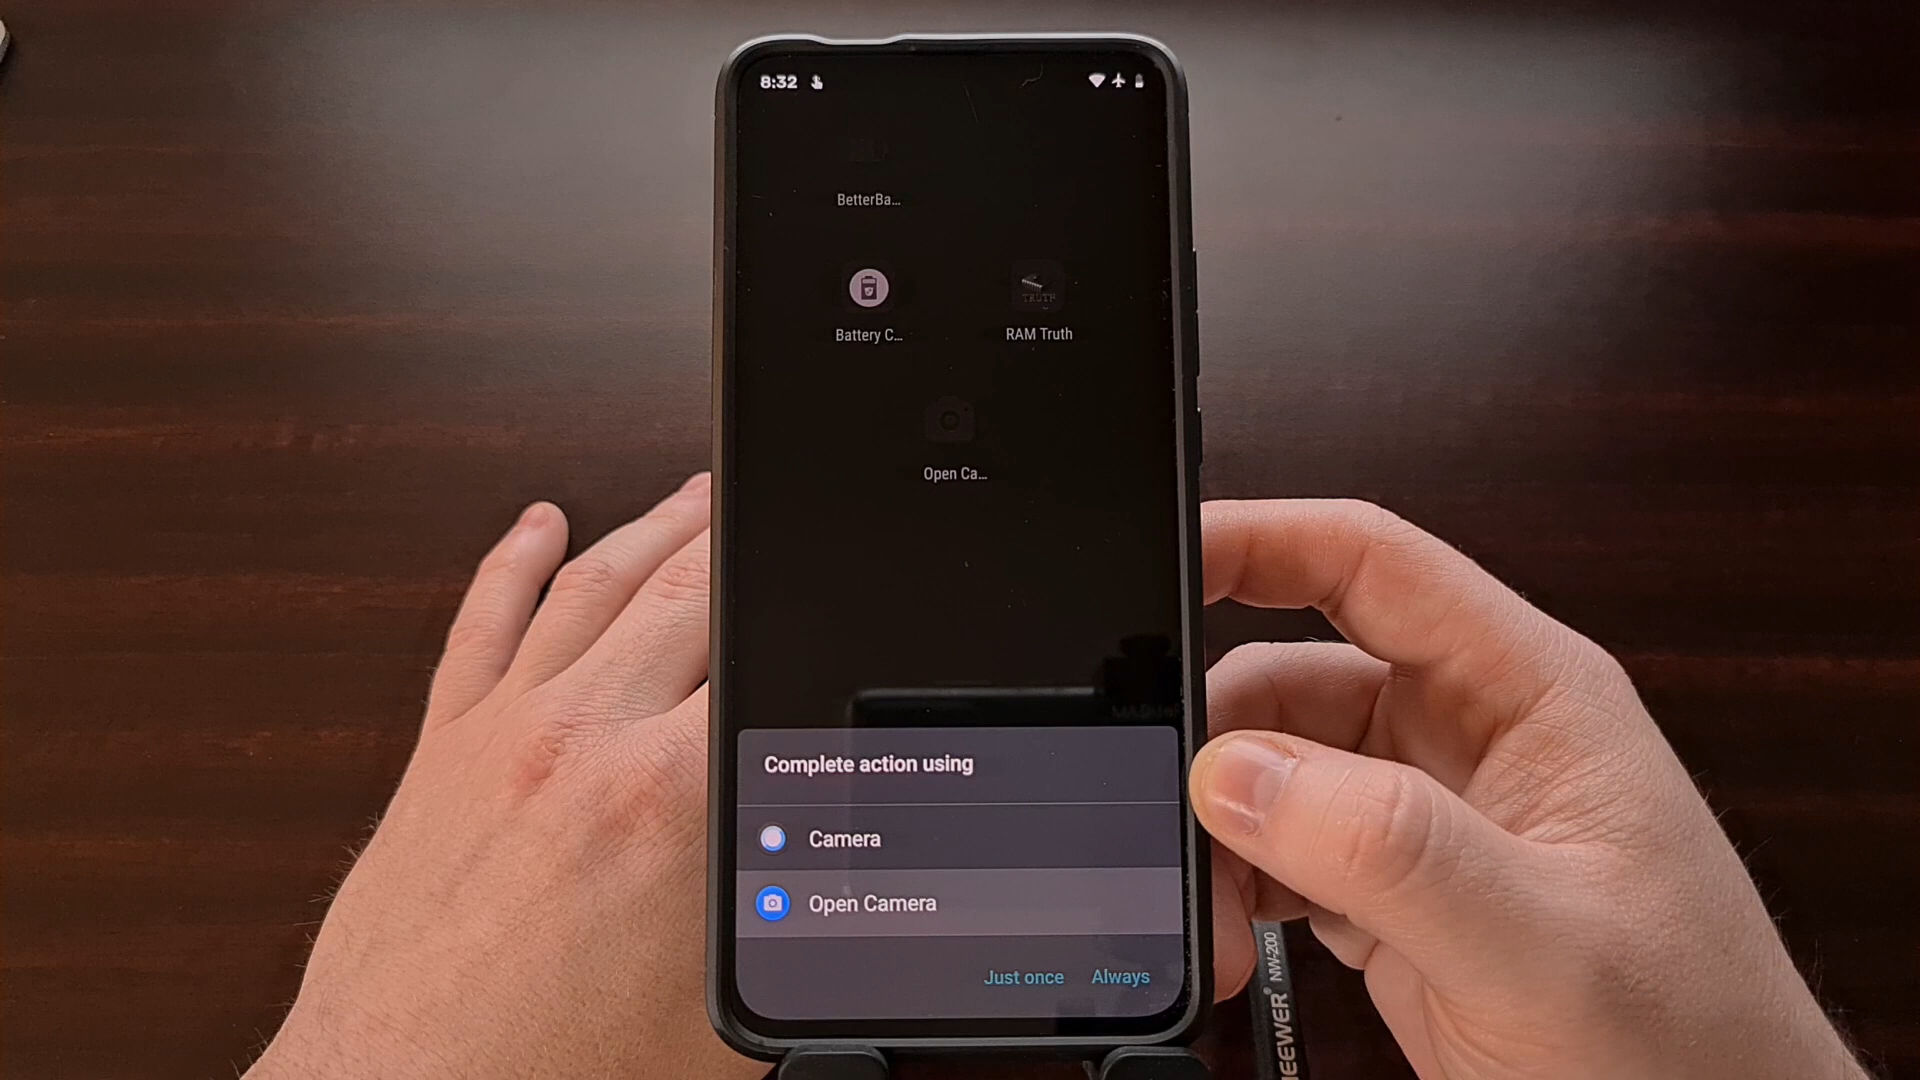 8:32
BetterBa...
Battery C...
RAM Truth
TRUTH
Open Ca...
Complete action using
Camera
Open Camera
Just once
Always
NEEWER® NW-200